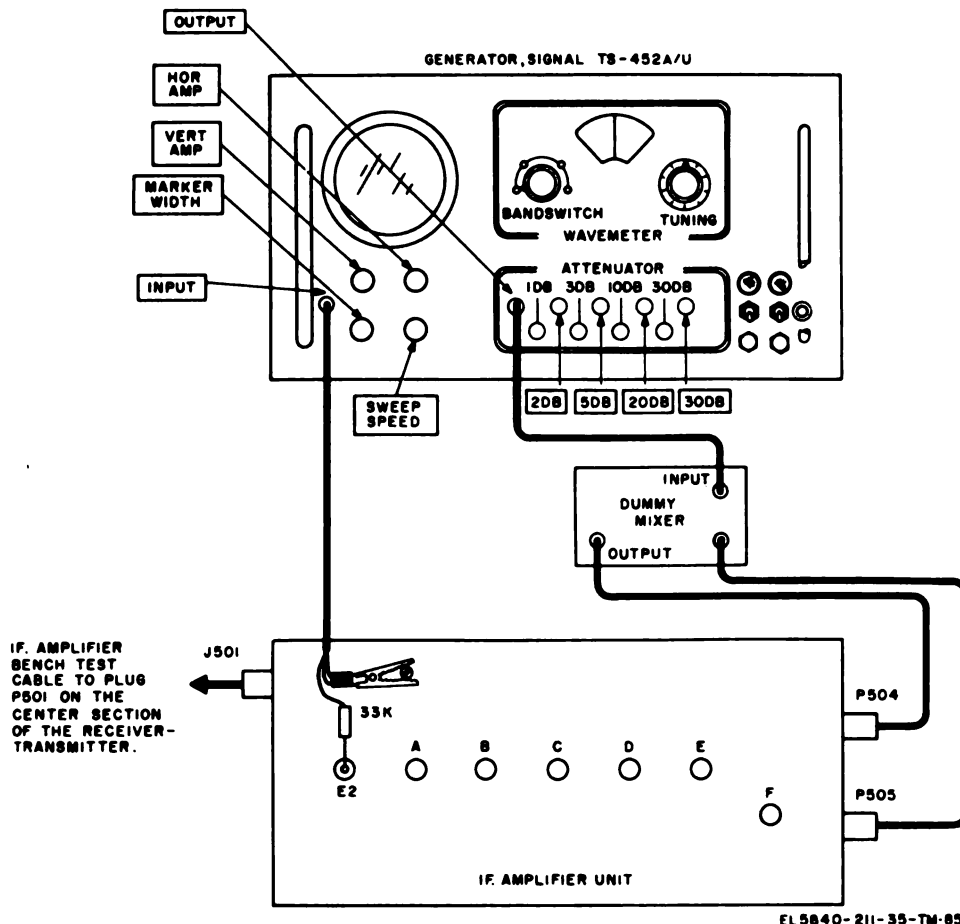 OUTPUT
GENERATOR, SIGNAL TS-452A/U
HOR
AMP
VERT
AMP
MARKER
WIDTH
INPUT
BANDSWITCH
TUNING
WAVEMETER
ATTENUATOR
1DB 3DB 10DB 30DB
SWEEP
SPEED
2DB 5DB 20DB 30DB
INPUT
DUMMY
MIXER
OUTPUT
IF. AMPLIFIER
BENCH TEST
CABLE TO PLUG
P501 ON THE
CENTER SECTION
OF THE RECEIVER-
TRANSMITTER.
J501
33K
P504
A B C D E
E2
F
P505
IF. AMPLIFIER UNIT
EL5840-211-35-TM-85